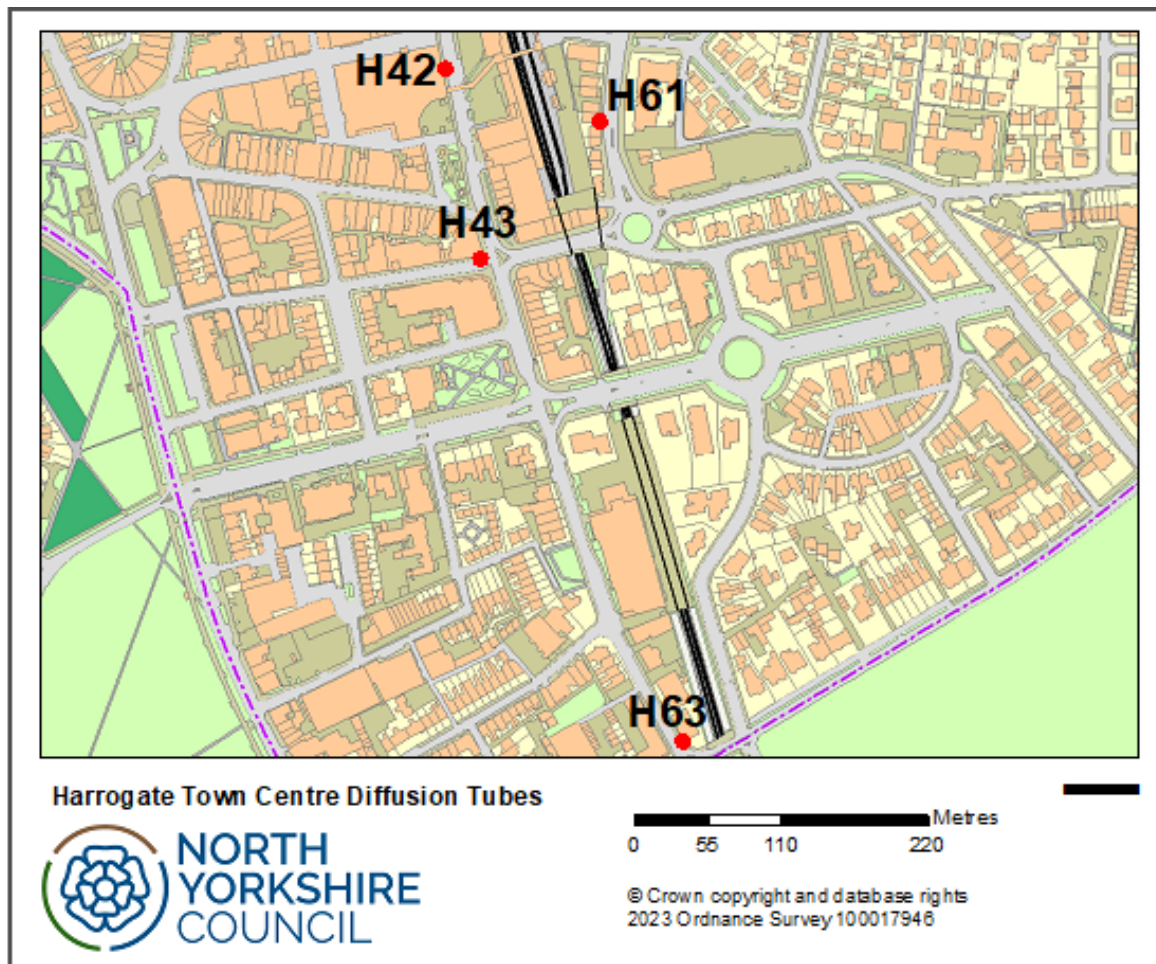 H42
H61
H43
H63
Harrogate Town Centre Diffusion Tubes
NORTH
YORKSHIRE
COUNCIL
Metres
0 55 110 220
© Crown copyright and database rights
2023 Ordnance Survey 100017946